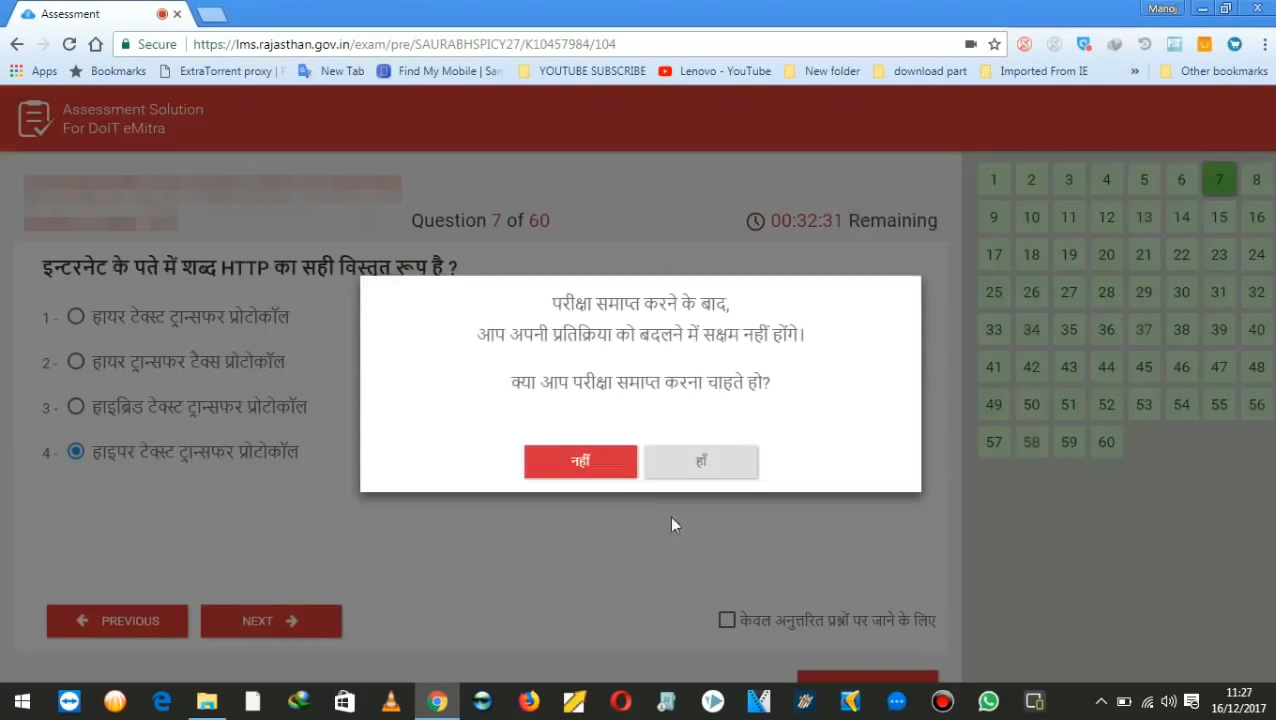 Assessment
Manoj
Secure
https://lms.rajasthan.gov.in/exam/pre/SAURABHSPICY27/K10457984/104
Apps
Bookmarks
ExtraTorrent proxy |
New Tab
Find My Mobile | San
YOUTUBE SUBSCRIBE
Lenovo - YouTube
New folder
download part
Imported From IE
»
Other bookmarks
Assessment Solution
For DoIT eMitra
Question 7 of 60
00:32:31 Remaining
इन्टरनेट के पते में शब्द HTTP का सही विस्तृत रूप है ?
1 - हायर टेक्स्ट ट्रान्सफर प्रोटोकॉल
2 - हायर ट्रान्सफर टैक्स प्रोटोकॉल
3 - हाइब्रिड टेक्स्ट ट्रान्सफर प्रोटोकॉल
4 - हाइपर टेक्स्ट ट्रान्सफर प्रोटोकॉल
परीक्षा समाप्त करने के बाद,
आप अपनी प्रतिक्रिया को बदलने में सक्षम नहीं होंगे।
क्या आप परीक्षा समाप्त करना चाहते हो?
नहीं
हाँ
PREVIOUS
NEXT
केवल अनुत्तरित प्रश्नों पर जाने के लिए
1 2 3 4 5 6 7 8
9 10 11 12 13 14 15 16
17 18 19 20 21 22 23 24
25 26 27 28 29 30 31 32
33 34 35 36 37 38 39 40
41 42 43 44 45 46 47 48
49 50 51 52 53 54 55 56
57 58 59 60
11:27
16/12/2017